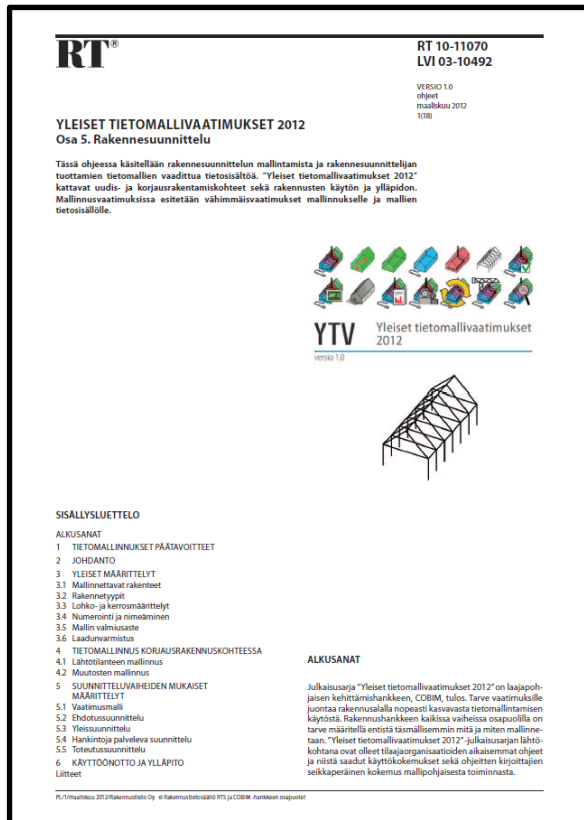 RT®
RT 10-11070
LVI 03-10492
VERSIO 1.0
ohjeet
maaliskuu 2012
1(18)
YLEISET TIETOMALLIVAATIMUKSET 2012
Osa 5. Rakennesuunnittelu
Tässä ohjeessa käsitellään rakennesuunnittelun mallintamista ja rakennesuunnittelijan
tuottamien tietomallien vaadittua tietosisältöä. "Yleiset tietomallivaatimukset 2012"
kattavat uudis- ja korjausrakentamiskohteet sekä rakennusten käytön ja ylläpidon.
Mallinnusvaatimuksissa esitetään vähimmäisvaatimukset mallinnukselle ja mallien
tietosisällölle.
YTV
Yleiset tietomallivaatimukset
2012
versio 1.0
SISÄLLYSLUETTELO
ALKUSANAT
1 TIETOMALLINNUKSET PÄÄTAVOITTEET
2 JOHDANTO
3 YLEISET MÄÄRITTELYT
3.1 Mallinnettavat rakenteet
3.2 Rakennetyypit
3.3 Lohko- ja kerrosmäärittelyt
3.4 Numerointi ja nimeäminen
3.5 Mallin valmiusaste
3.6 Laadunvarmistus
4 TIETOMALLINNUS KORJAUSRAKENNUSKOHTEESSA
4.1 Lähtötilanteen mallinnus
4.2 Muutosten mallinnus
5 SUUNNITTELUVAIHEIDEN MUKAISET
MÄÄRITTELYT
5.1 Vaatimusmalli
5.2 Ehdotussuunnittelu
5.3 Yleissuunnittelu
5.4 Hankintoja palveleva suunnittelu
5.5 Toteutussuunnittelu
6 KÄYTTÖÖNOTTO JA YLLÄPITO
Liitteet
ALKUSANAT
Julkaisusarja "Yleiset tietomallivaatimukset 2012" on laajapoh-
jaisen kehittämishankkeen, COBIM, tulos. Tarve vaatimuksille
juontaa rakennusalalla nopeasti kasvavasta tietomallintamisen
käytöstä. Rakennushankkeen kaikissa vaiheissa osapuolilla on
tarve määritellä entistä täsmällisemmin mitä ja miten mallinne-
taan. "Yleiset tietomallivaatimukset 2012" -julkaisusarjan lähtö-
kohtana ovat olleet tilaajaorganisaatioiden aikaisemmat ohjeet
ja niistä saadut käyttökokemukset sekä ohjeitten kirjoittajien
seikkaperäinen kokemus mallipohjaisesta toiminnasta.
PL/1/maaliskuu 2012/Rakennustieto Oy © Rakennustietosäätiö RTS ja COBIM -hankkeen osapuolet